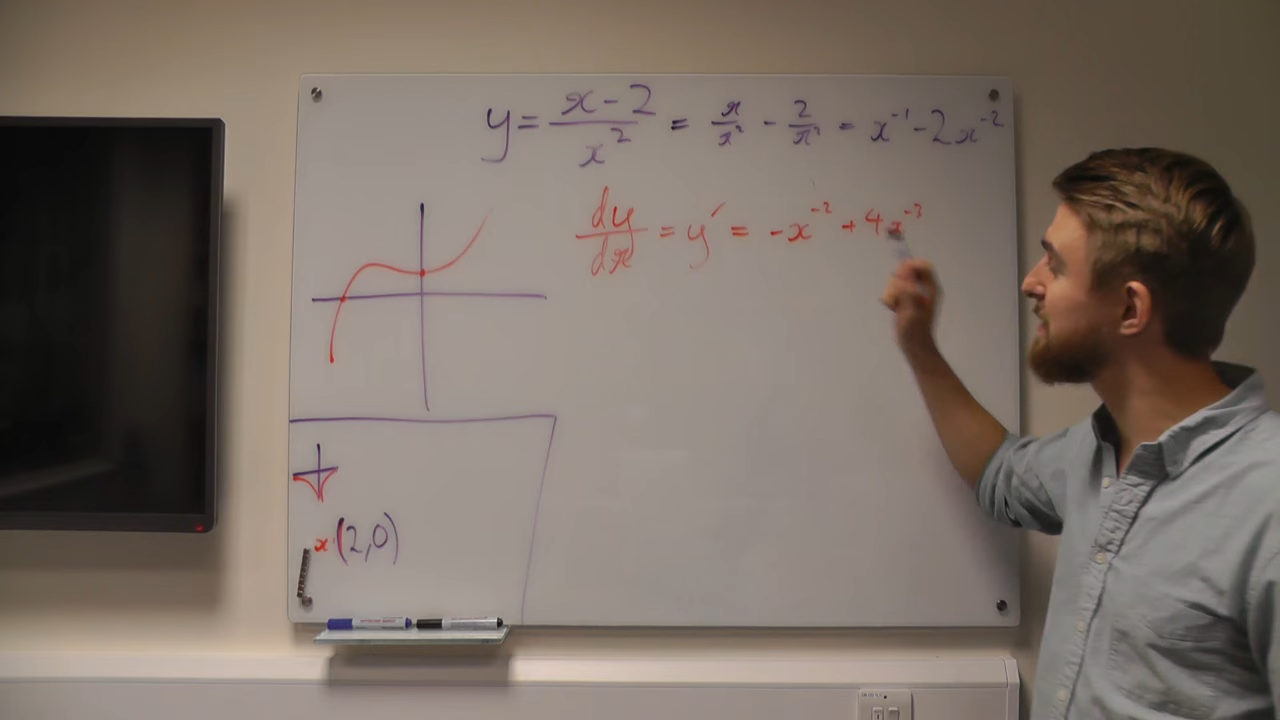 y = x-2/x² = x/x² - 2/x² = x⁻¹ - 2x⁻²
dy/dx = y′ = -x⁻² + 4x⁻³
x (2,0)